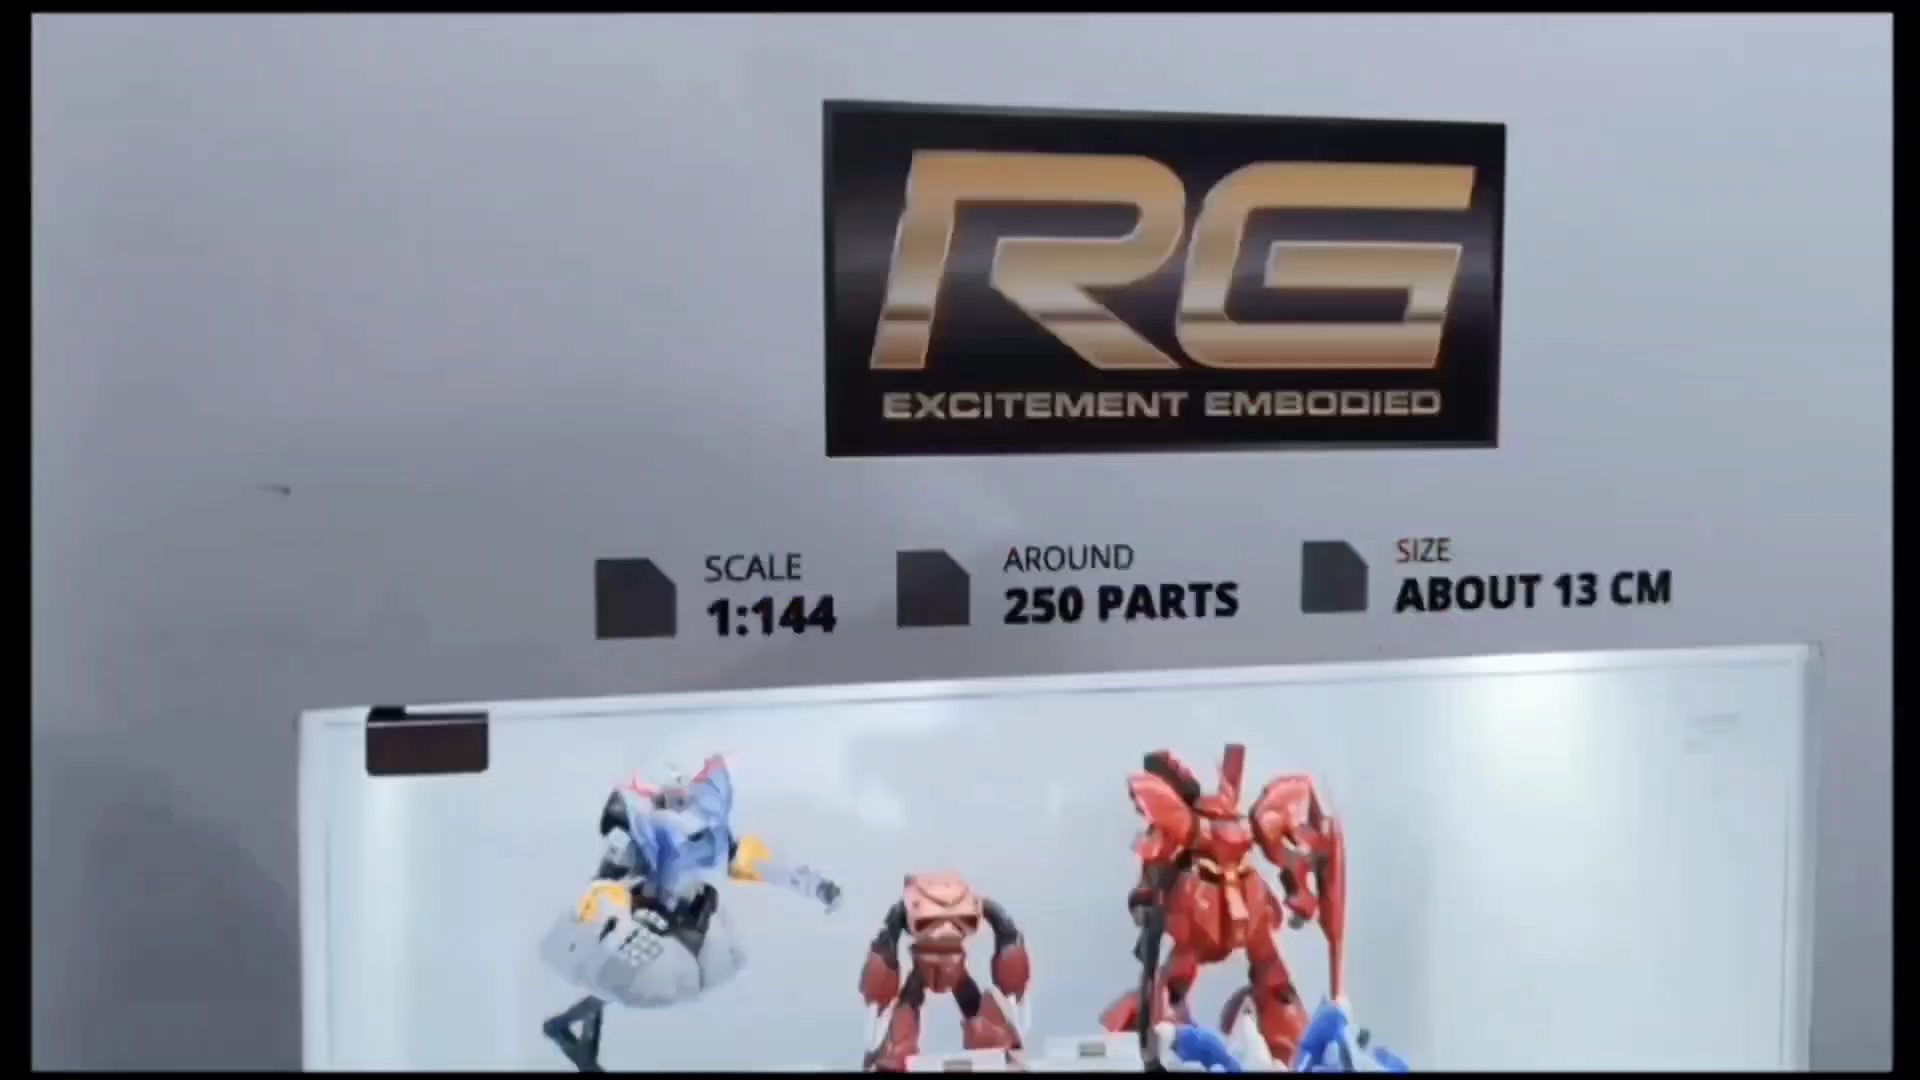 RG
EXCITEMENT EMBODIED
SCALE
1:144
AROUND
250 PARTS
SIZE
ABOUT 13 CM